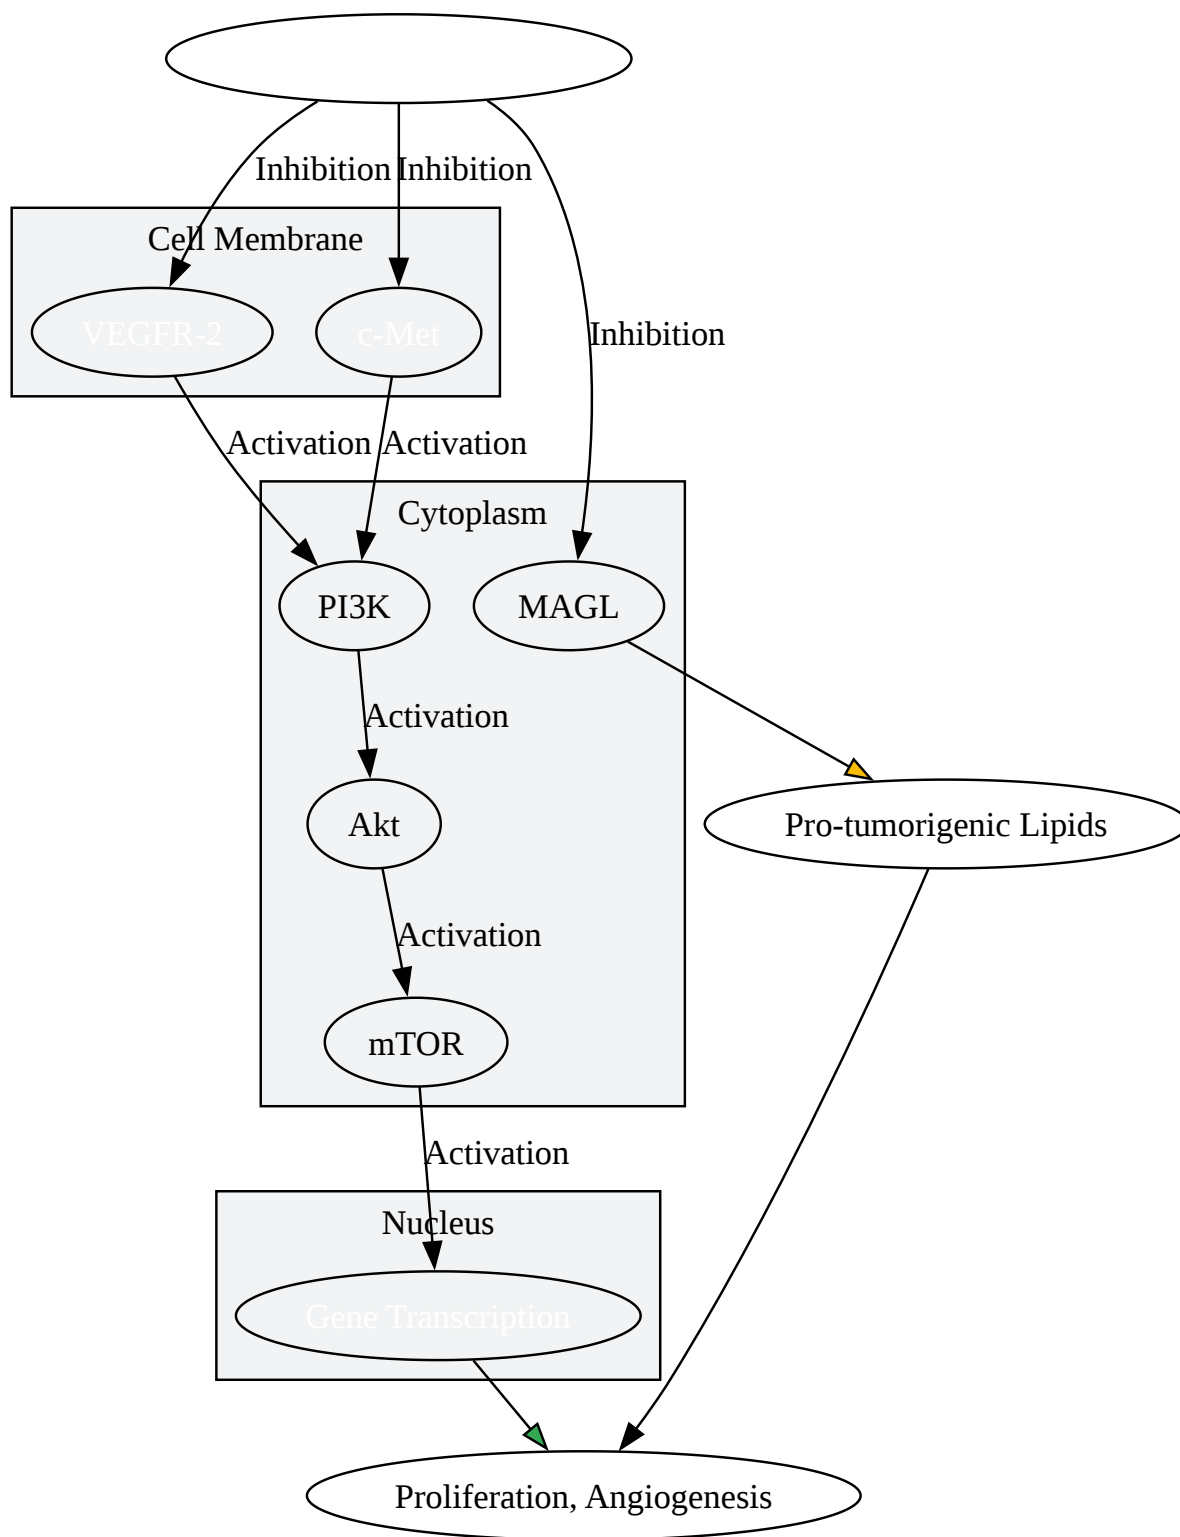 Inhibition
Inhibition
Cell Membrane
VEGFR-2
c-Met
Inhibition
Activation
Activation
Cytoplasm
PI3K
MAGL
Activation
Akt
Pro-tumorigenic Lipids
Activation
mTOR
Activation
Nucleus
Gene Transcription
Proliferation, Angiogenesis